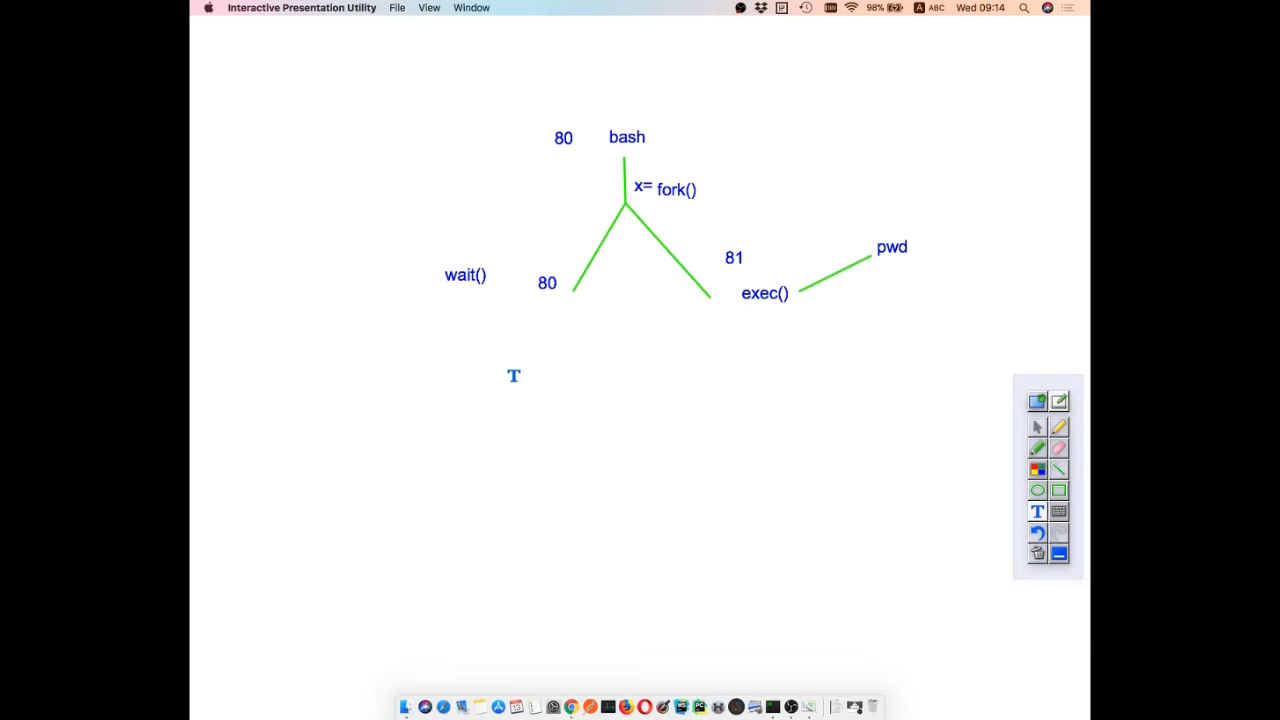 Interactive Presentation Utility File View Window 98% A ABC Wed 09:14
80 bash
x= fork()
81 pwd
wait() 80 exec()
T
T